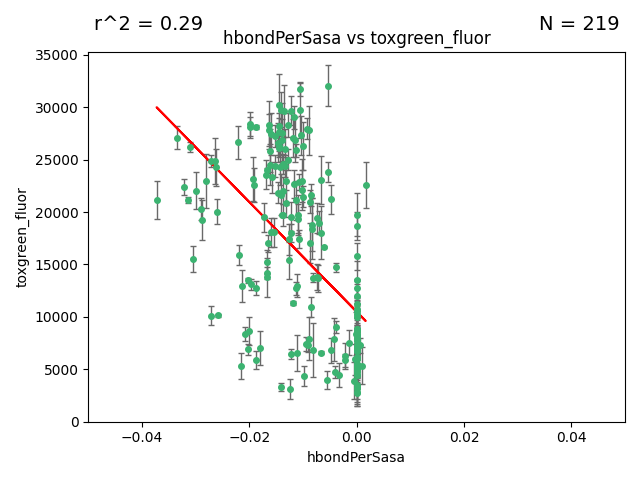 r^2 = 0.29
N = 219
hbondPerSasa vs toxgreen_fluor
35000
30000
25000
20000
15000
10000
5000
0
toxgreen_fluor
−0.04
−0.02
0.00
0.02
0.04
hbondPerSasa